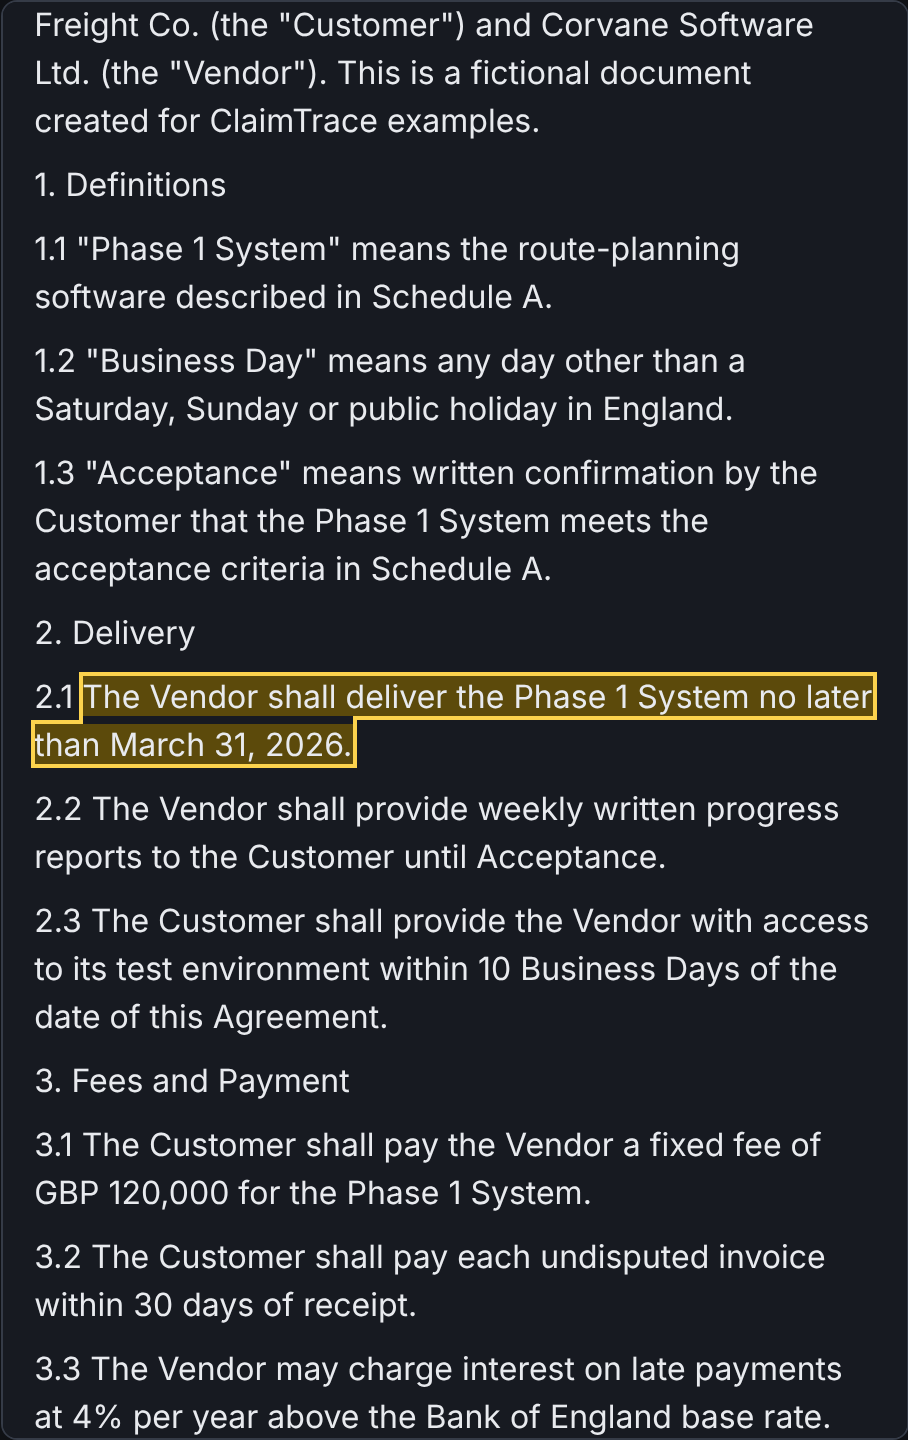 Freight Co. (the "Customer") and Corvane Software
Ltd. (the "Vendor"). This is a fictional document
created for ClaimTrace examples.
1. Definitions
1.1 "Phase 1 System" means the route-planning
software described in Schedule A.
1.2 "Business Day" means any day other than a
Saturday, Sunday or public holiday in England.
1.3 "Acceptance" means written confirmation by the
Customer that the Phase 1 System meets the
acceptance criteria in Schedule A.
2. Delivery
2.1 The Vendor shall deliver the Phase 1 System no later
than March 31, 2026.
2.2 The Vendor shall provide weekly written progress
reports to the Customer until Acceptance.
2.3 The Customer shall provide the Vendor with access
to its test environment within 10 Business Days of the
date of this Agreement.
3. Fees and Payment
3.1 The Customer shall pay the Vendor a fixed fee of
GBP 120,000 for the Phase 1 System.
3.2 The Customer shall pay each undisputed invoice
within 30 days of receipt.
3.3 The Vendor may charge interest on late payments
at 4% per year above the Bank of England base rate.